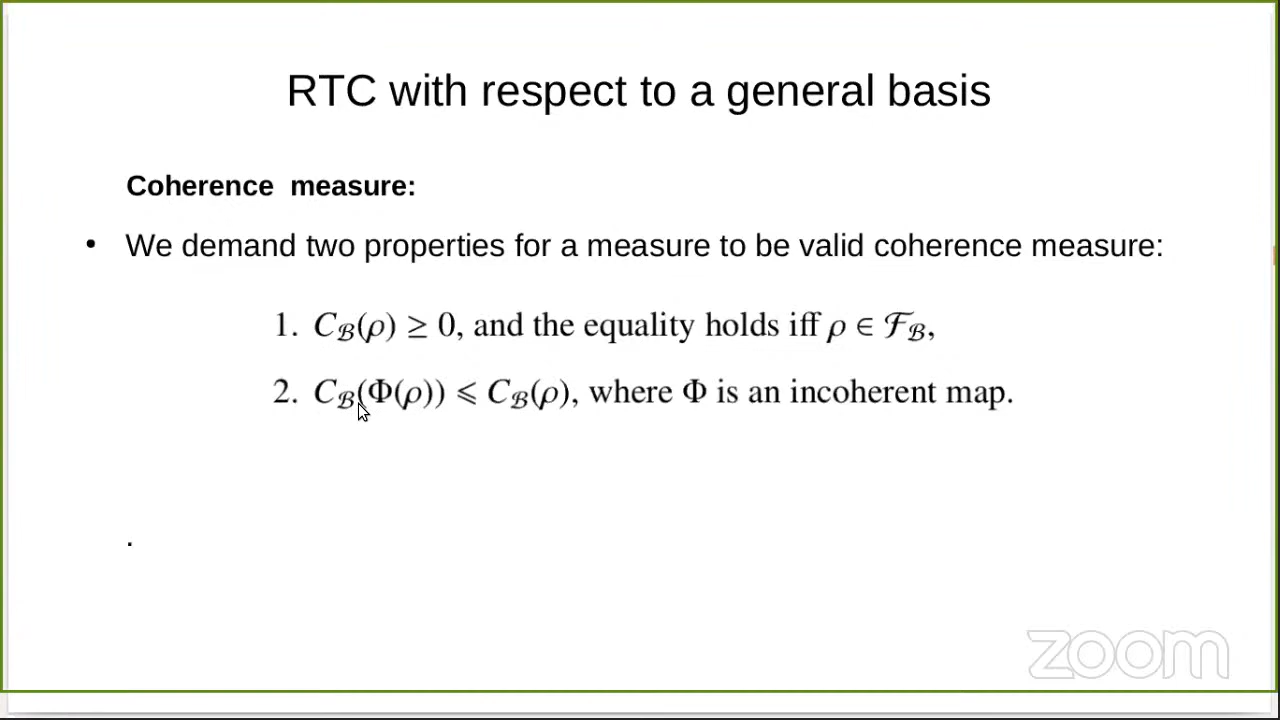 RTC with respect to a general basis
Coherence measure:
• We demand two properties for a measure to be valid coherence measure:
1. C_ℬ(ρ) ≥ 0, and the equality holds iff ρ ∈ ℱ_ℬ,
2. C_ℬ(Φ(ρ)) ⩽ C_ℬ(ρ), where Φ is an incoherent map.
.
zoom